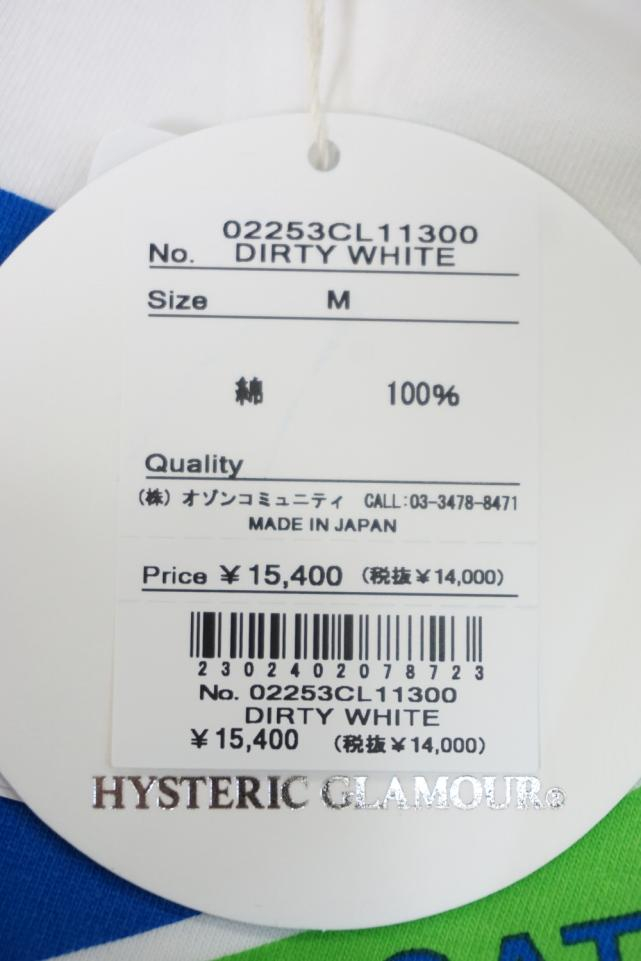 02253CL11300
No. DIRTY WHITE
Size M
綿 100%
Quality
(株) オゾンコミュニティ CALL:03-3478-8471
MADE IN JAPAN
Price ¥15,400 (税抜¥14,000)
2302402078723
No. 02253CL11300
DIRTY WHITE
¥15,400 (税抜¥14,000)
HYSTERIC GLAMOUR®